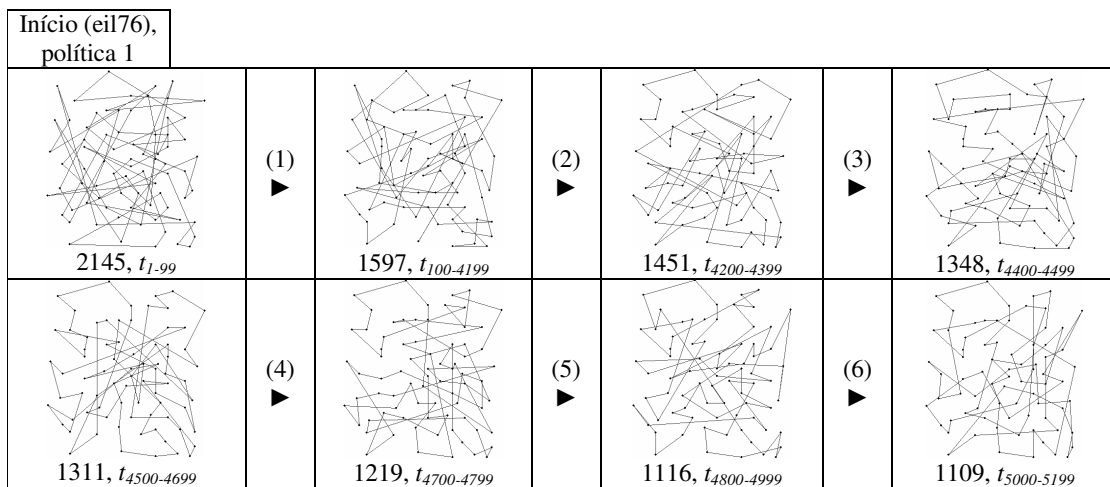 Início (eil76),
política 1
(1)
►
(2)
►
(3)
►
2145, t1-99
1597, t100-4199
1451, t4200-4399
1348, t4400-4499
(4)
►
(5)
►
(6)
►
1311, t4500-4699
1219, t4700-4799
1116, t4800-4999
1109, t5000-5199